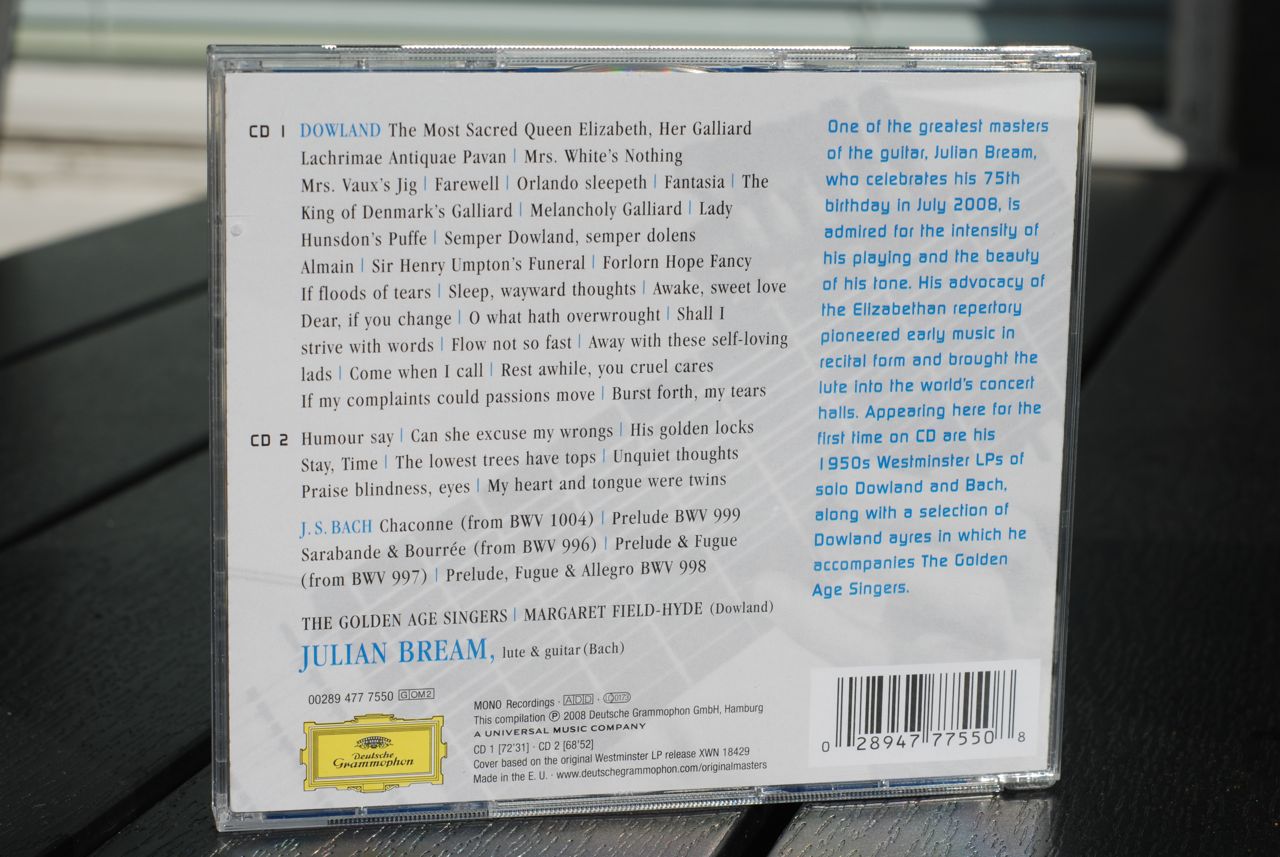 CD 1 DOWLAND The Most Sacred Queen Elizabeth, Her Galliard
Lachrimae Antiquae Pavan | Mrs. White's Nothing
Mrs. Vaux's Jig | Farewell | Orlando sleepeth | Fantasia | The
King of Denmark's Galliard | Melancholy Galliard | Lady
Hunsdon's Puffe | Semper Dowland, semper dolens
Almain | Sir Henry Umpton's Funeral | Forlorn Hope Fancy
If floods of tears | Sleep, wayward thoughts | Awake, sweet love
Dear, if you change | O what hath overwrought | Shall I
strive with words | Flow not so fast | Away with these self-loving
lads | Come when I call | Rest awhile, you cruel cares
If my complaints could passions move | Burst forth, my tears
CD 2 Humour say | Can she excuse my wrongs | His golden locks
Stay, Time | The lowest trees have tops | Unquiet thoughts
Praise blindness, eyes | My heart and tongue were twins
J. S. BACH Chaconne (from BWV 1004) | Prelude BWV 999
Sarabande & Bourrée (from BWV 996) | Prelude & Fugue
(from BWV 997) | Prelude, Fugue & Allegro BWV 998
THE GOLDEN AGE SINGERS | MARGARET FIELD-HYDE (Dowland)
JULIAN BREAM, lute & guitar (Bach)
One of the greatest masters
of the guitar, Julian Bream,
who celebrates his 75th
birthday in July 2008, is
admired for the intensity of
his playing and the beauty
of his tone. His advocacy of
the Elizabethan repertory
pioneered early music in
recital form and brought the
lute into the world's concert
halls. Appearing here for the
first time on CD are his
1950s Westminster LPs of
solo Dowland and Bach,
along with a selection of
Dowland ayres in which he
accompanies The Golden
Age Singers.
00289 477 7550 GOM2
Deutsche
Grammophon
MONO Recordings · ADD · LC0173
This compilation ℗ 2008 Deutsche Grammophon GmbH, Hamburg
A UNIVERSAL MUSIC COMPANY
CD 1 [72'31] · CD 2 [68'52]
Cover based on the original Westminster LP release XWN 18429
Made in the E. U. · www.deutschegrammophon.com/originalmasters
0 28947 77550 8